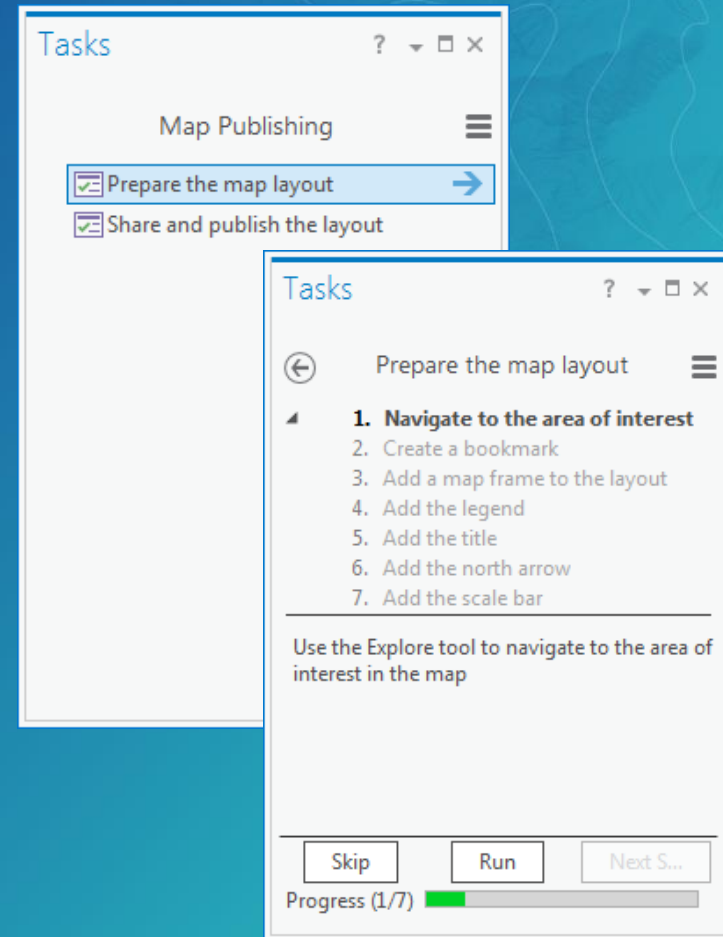 Tasks ?
Map Publishing
Prepare the map layout
Share and publish the layout
Tasks ?
Prepare the map layout
1. Navigate to the area of interest
2. Create a bookmark
3. Add a map frame to the layout
4. Add the legend
5. Add the title
6. Add the north arrow
7. Add the scale bar
Use the Explore tool to navigate to the area of
interest in the map
Skip Run Next S...
Progress (1/7)